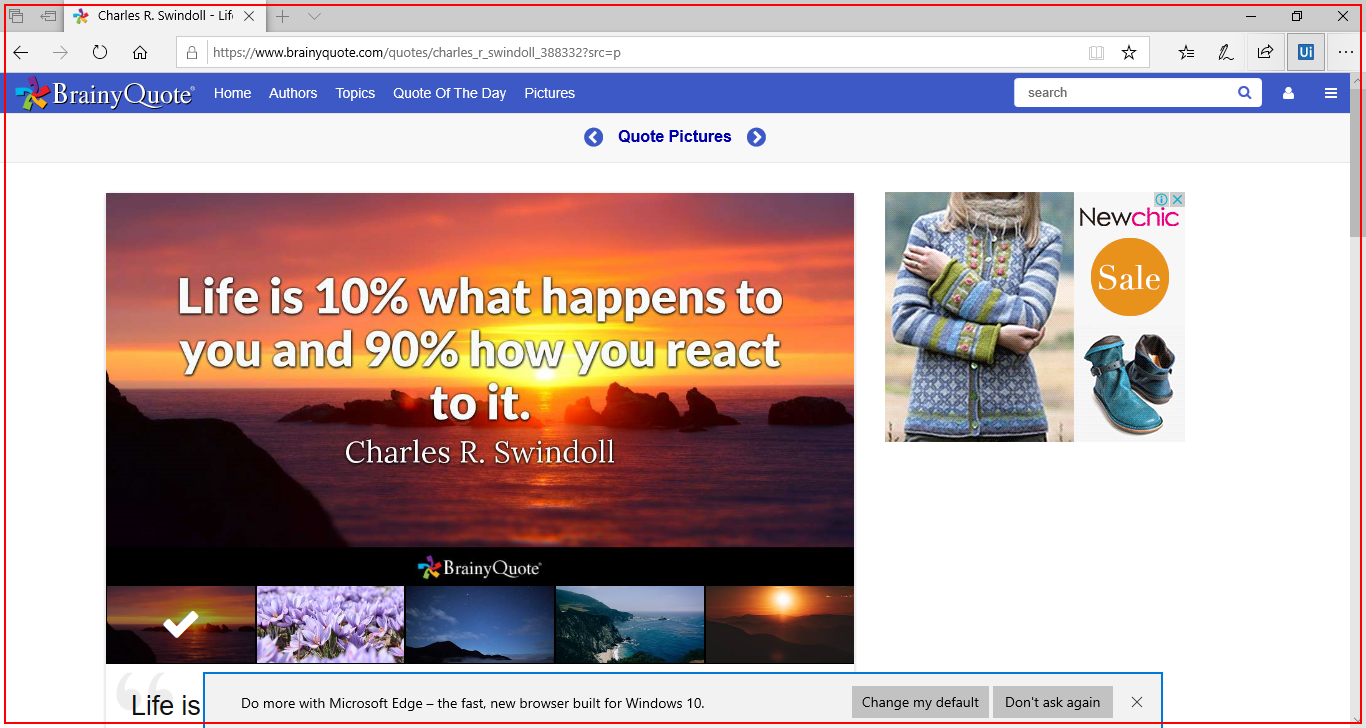 Charles R. Swindoll - Life
https://www.brainyquote.com/quotes/charles_r_swindoll_388332?src=p
Ui
BrainyQuote®
Home Authors Topics Quote Of The Day Pictures
search
Quote Pictures
Life is 10% what happens to
you and 90% how you react
to it.
Charles R. Swindoll
BrainyQuote®
Newchic
Sale
Life is
Do more with Microsoft Edge – the fast, new browser built for Windows 10.
Change my default
Don't ask again